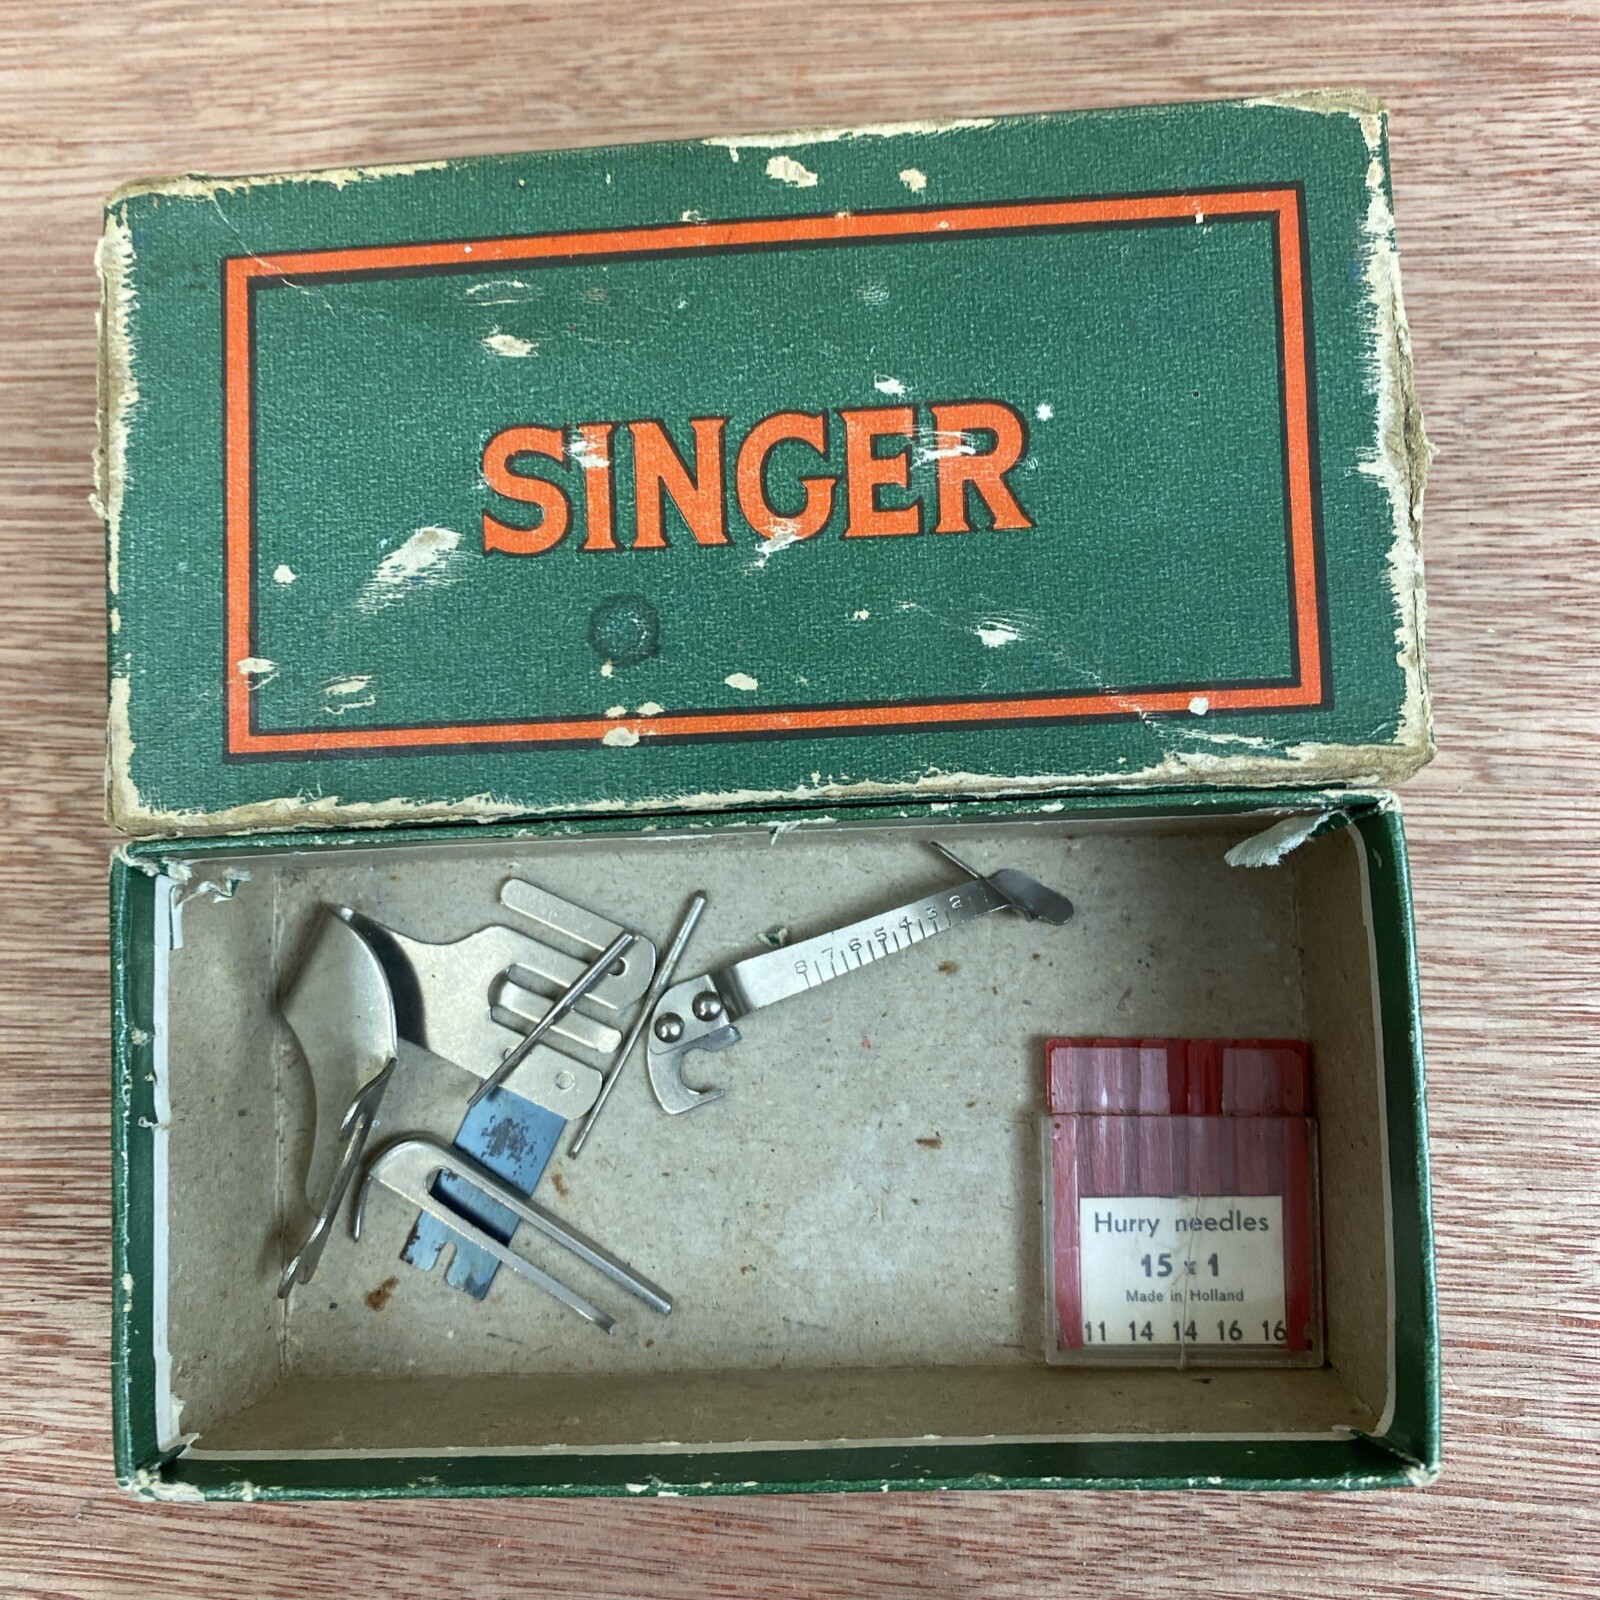 SINGER
8 7 6 5 4 3 2
Hurry needles
15 x 1
Made in Holland
11 14 14 16 16